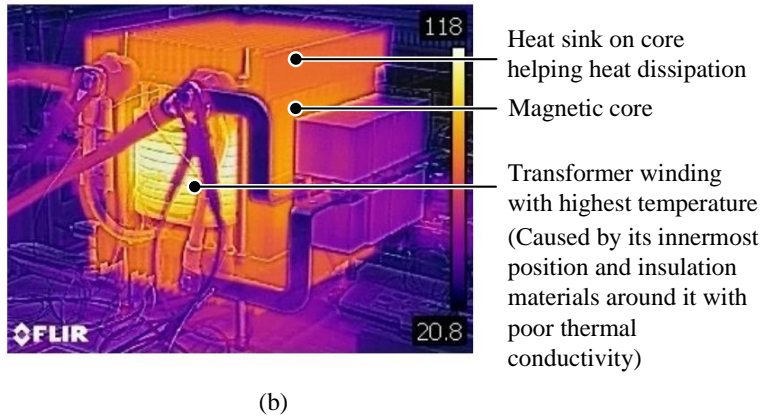 118
Heat sink on core
helping heat dissipation
Magnetic core
Transformer winding
with highest temperature
(Caused by its innermost
position and insulation
materials around it with
poor thermal
conductivity)
20.8
FLIR
(b)